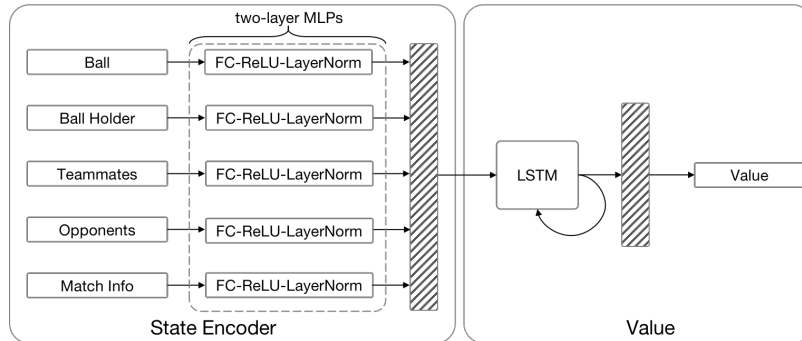 two-layer MLPs
Ball
FC-ReLU-LayerNorm
Ball Holder
FC-ReLU-LayerNorm
Teammates
FC-ReLU-LayerNorm
LSTM
Value
Opponents
FC-ReLU-LayerNorm
Match Info
FC-ReLU-LayerNorm
State Encoder
Value